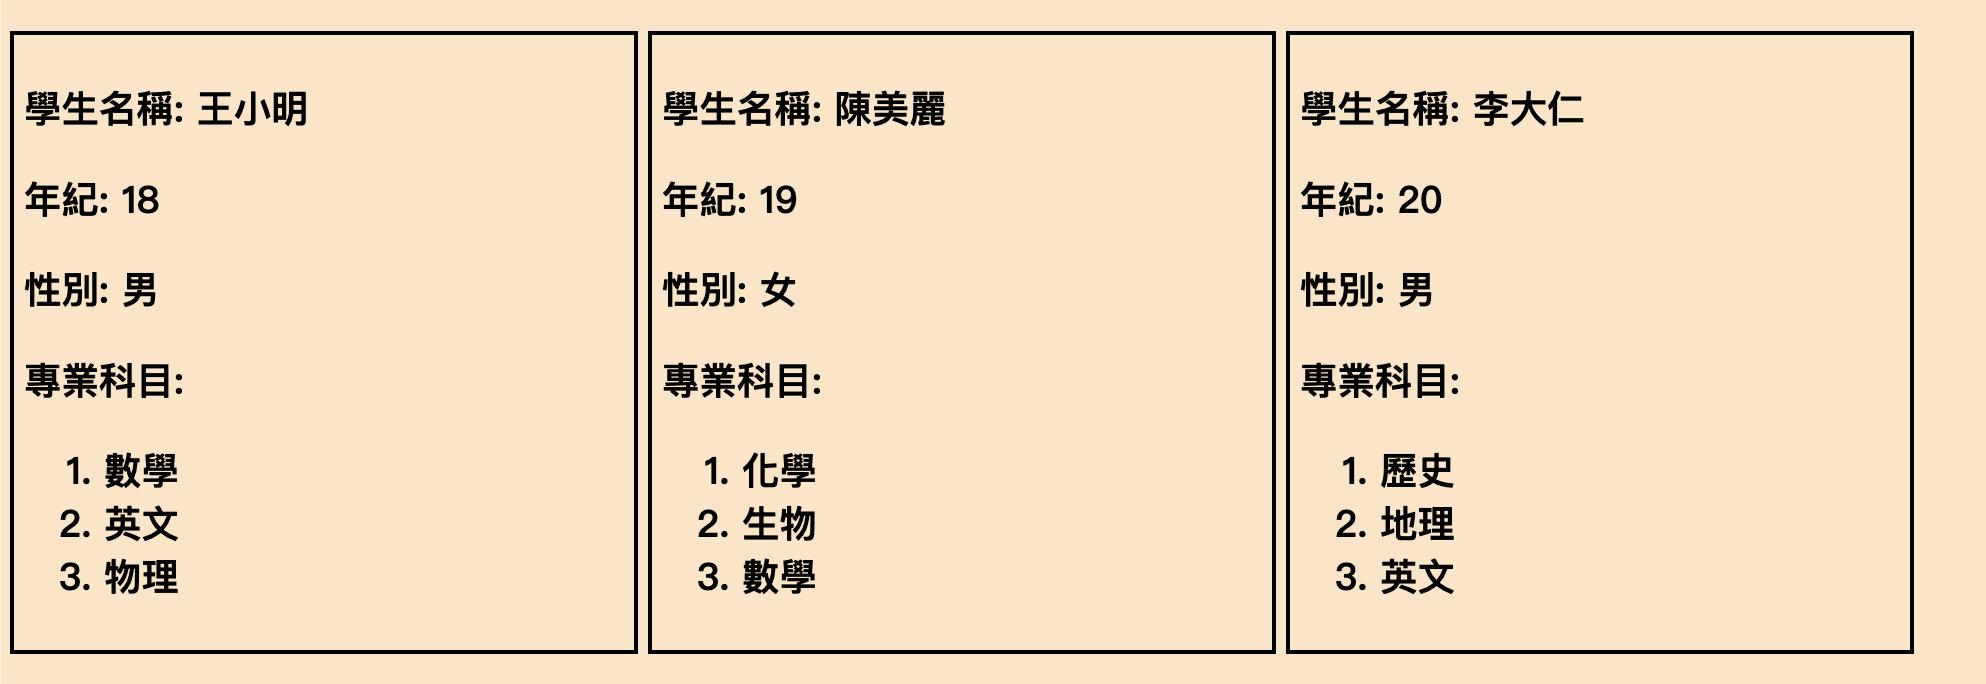 學生名稱: 王小明
年紀: 18
性別: 男
專業科目:
1. 數學
2. 英文
3. 物理
學生名稱: 陳美麗
年紀: 19
性別: 女
專業科目:
1. 化學
2. 生物
3. 數學
學生名稱: 李大仁
年紀: 20
性別: 男
專業科目:
1. 歷史
2. 地理
3. 英文